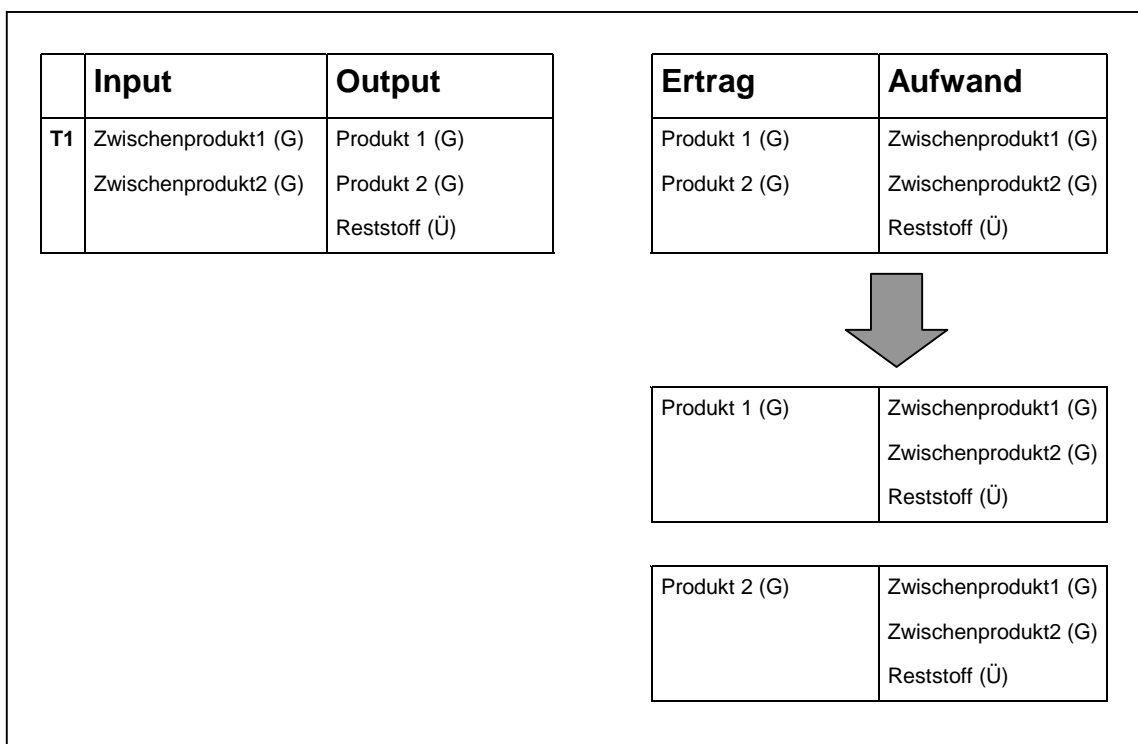 Input Output
T1 Zwischenprodukt1 (G) Produkt 1 (G)
Zwischenprodukt2 (G) Produkt 2 (G)
Reststoff (Ü)
Ertrag Aufwand
Produkt 1 (G) Zwischenprodukt1 (G)
Produkt 2 (G) Zwischenprodukt2 (G)
Reststoff (Ü)
Produkt 1 (G) Zwischenprodukt1 (G)
Zwischenprodukt2 (G)
Reststoff (Ü)
Produkt 2 (G) Zwischenprodukt1 (G)
Zwischenprodukt2 (G)
Reststoff (Ü)